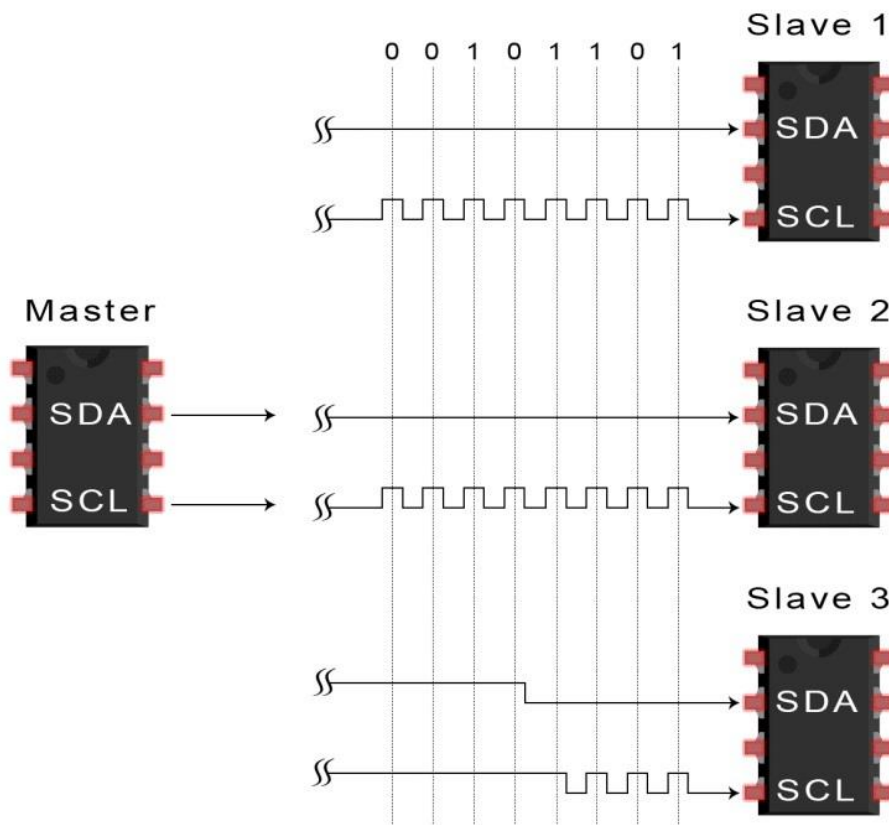 Slave 1
0 0 1 0 1 1 0 1
SDA
SCL
Master
SDA
SCL
Slave 2
SDA
SCL
Slave 3
SDA
SCL